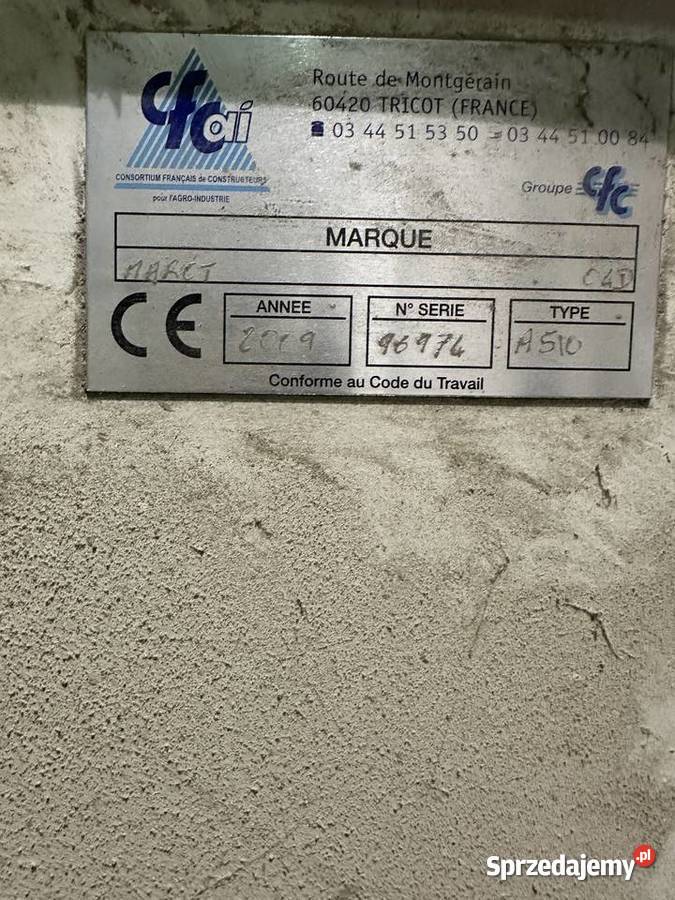 cfcai
CONSORTIUM FRANÇAIS de CONSTRUCTEURS
pour l'AGRO-INDUSTRIE
Route de Montgérain
60420 TRICOT (FRANCE)
03 44 51 53 50 03 44 51 00 84
Groupe cfc
MARQUE
MAROT
CE
ANNEE N° SERIE TYPE
2009 96974 A510
Conforme au Code du Travail
Sprzedajemy.pl